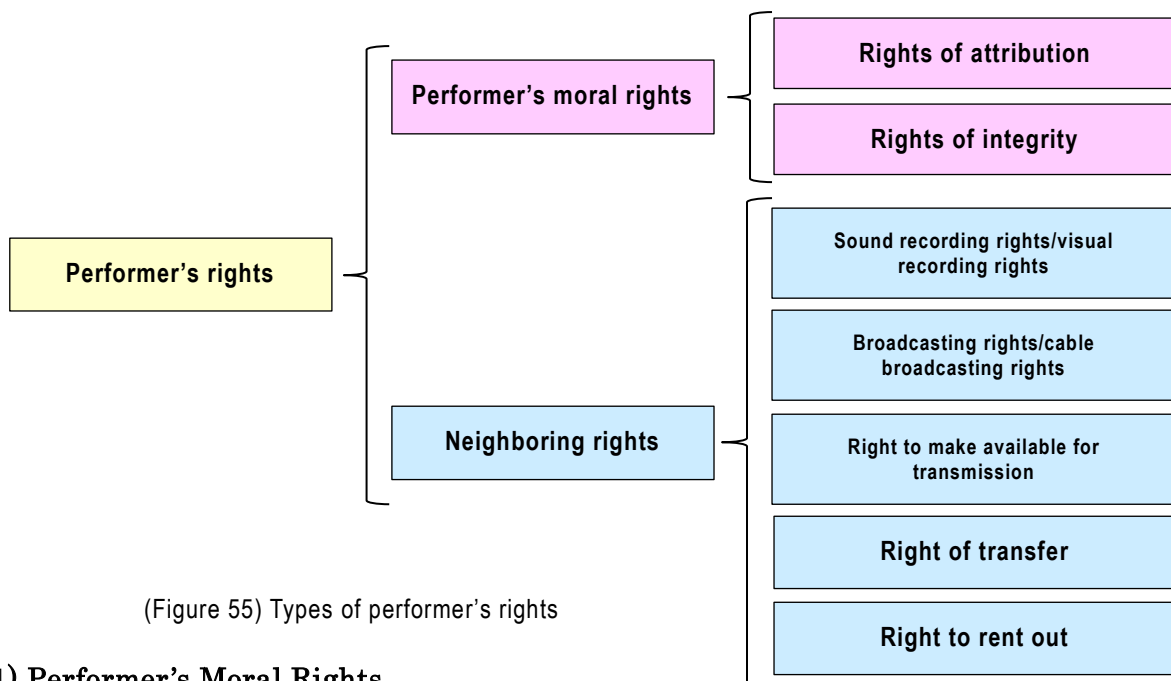 Performer’s rights
Performer’s moral rights
Rights of attribution
Rights of integrity
Neighboring rights
Sound recording rights/visual
recording rights
Broadcasting rights/cable
broadcasting rights
Right to make available for
transmission
Right of transfer
Right to rent out
(Figure 55) Types of performer’s rights
) Performer’s Moral Rights